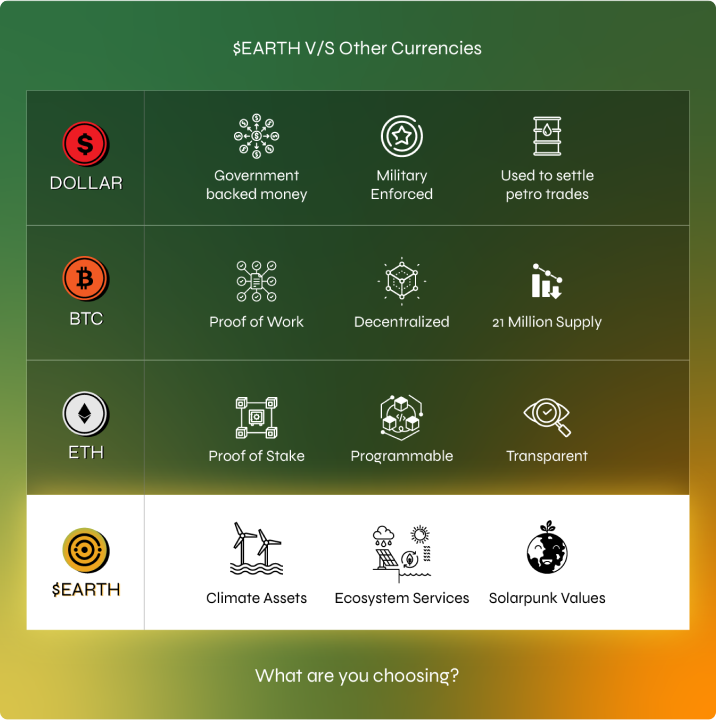 $EARTH V/S Other Currencies
DOLLAR
Government
backed money
Military
Enforced
Used to settle
petro trades
BTC
Proof of Work
Decentralized
21 Million Supply
ETH
Proof of Stake
Programmable
Transparent
$EARTH
Climate Assets
Ecosystem Services
Solarpunk Values
What are you choosing?